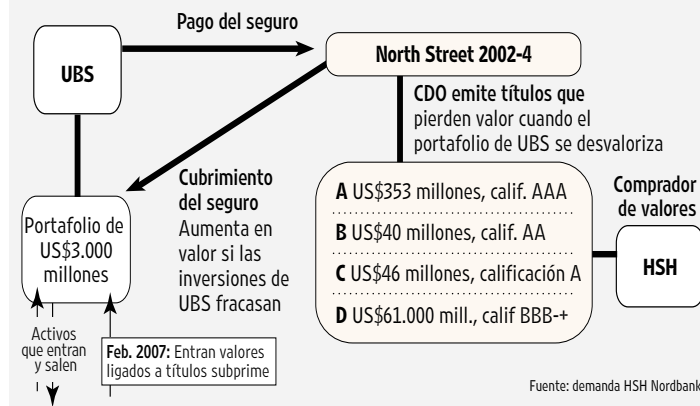 Pago del seguro
UBS
North Street 2002-4
CDO emite títulos que
pierden valor cuando el
portafolio de UBS se desvaloriza
Cubrimiento
del seguro
Aumenta en
valor si las
inversiones de
UBS fracasan
Portafolio de
US$3.000
millones
A US$353 millones, calif. AAA
B US$40 millones, calif. AA
C US$46 millones, calificación A
D US$61.000 mill., calif BBB-+
Comprador
de valores
HSH
Activos
que entran
y salen
Feb. 2007: Entran valores
ligados a títulos subprime
Fuente: demanda HSH Nordbank